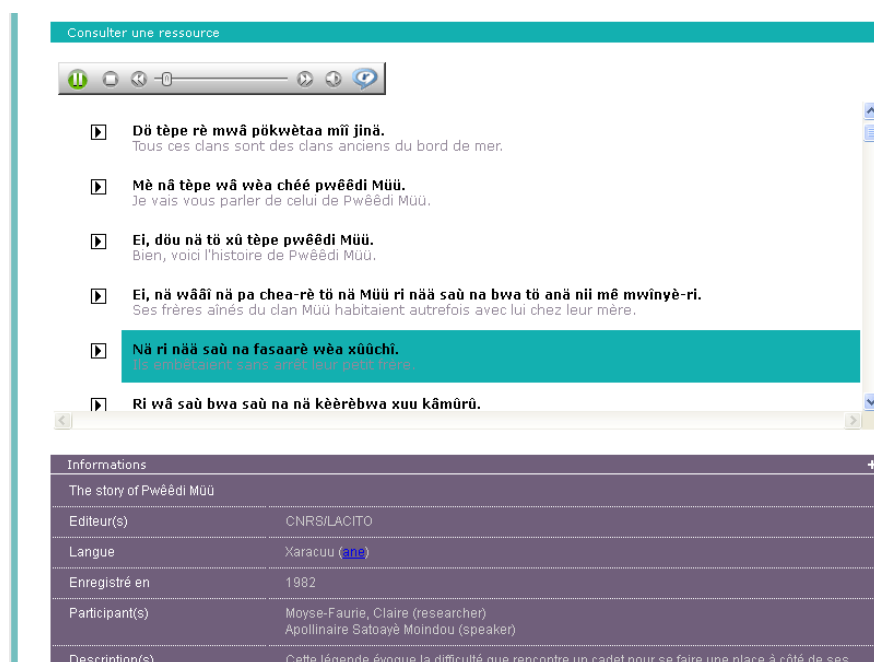 Consulter une ressource
Dö tèpe rè mwâ pökwètaa mîî jinä.
Tous ces clans sont des clans anciens du bord de mer.
Mè nâ tèpe wâ wèa chéé pwêêdi Müü.
Je vais vous parler de celui de Pwêêdi Müü.
Ei, döu nä tö xû tèpe pwêêdi Müü.
Bien, voici l'histoire de Pwêêdi Müü.
Ei, nä wââî nä pa chea-rè tö nä Müü ri nää saù na bwa tö anä nii mê mwînyè-ri.
Ses frères aînés du clan Müü habitaient autrefois avec lui chez leur mère.
Nä ri nää saù na fasaarè wèa xûûchî.
Ils embêtaient sans arrêt leur petit frère.
Ri wâ saù bwa saù na nä kèèrèbwa xuu kâmûrû.
Informations
+
The story of Pwêêdi Müü
Editeur(s) CNRS/LACITO
Langue Xaracuu (ane)
Enregistré en 1982
Participant(s) Moyse-Faurie, Claire (researcher)
Apollinaire Satoayè Moindou (speaker)
Description(s) Cette légende évoque la difficulté que rencontre un cadet pour se faire une place à côté de ses